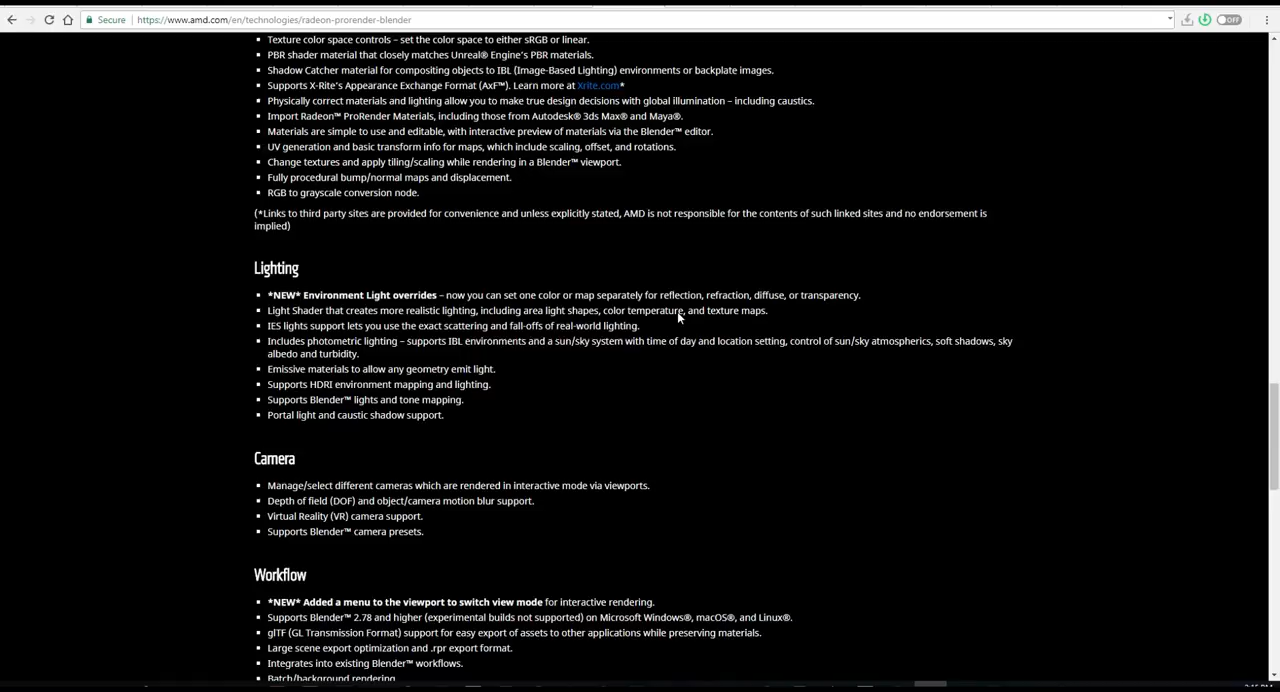 Secure
https://www.amd.com/en/technologies/radeon-prorender-blender
OFF
Texture color space controls – set the color space to either sRGB or linear.
PBR shader material that closely matches Unreal® Engine's PBR materials.
Shadow Catcher material for compositing objects to IBL (Image-Based Lighting) environments or backplate images.
Supports X-Rite's Appearance Exchange Format (AxF™). Learn more at Xrite.com*
Physically correct materials and lighting allow you to make true design decisions with global illumination – including caustics.
Import Radeon™ ProRender Materials, including those from Autodesk® 3ds Max® and Maya®.
Materials are simple to use and editable, with interactive preview of materials via the Blender™ editor.
UV generation and basic transform info for maps, which include scaling, offset, and rotations.
Change textures and apply tiling/scaling while rendering in a Blender™ viewport.
Fully procedural bump/normal maps and displacement.
RGB to grayscale conversion node.
(*Links to third party sites are provided for convenience and unless explicitly stated, AMD is not responsible for the contents of such linked sites and no endorsement is
implied)
Lighting
*NEW* Environment Light overrides – now you can set one color or map separately for reflection, refraction, diffuse, or transparency.
Light Shader that creates more realistic lighting, including area light shapes, color temperature, and texture maps.
IES lights support lets you use the exact scattering and fall-offs of real-world lighting.
Includes photometric lighting – supports IBL environments and a sun/sky system with time of day and location setting, control of sun/sky atmospherics, soft shadows, sky
albedo and turbidity.
Emissive materials to allow any geometry emit light.
Supports HDRI environment mapping and lighting.
Supports Blender™ lights and tone mapping.
Portal light and caustic shadow support.
Camera
Manage/select different cameras which are rendered in interactive mode via viewports.
Depth of field (DOF) and object/camera motion blur support.
Virtual Reality (VR) camera support.
Supports Blender™ camera presets.
Workflow
*NEW* Added a menu to the viewport to switch view mode for interactive rendering.
Supports Blender™ 2.78 and higher (experimental builds not supported) on Microsoft Windows®, macOS®, and Linux®.
glTF (GL Transmission Format) support for easy export of assets to other applications while preserving materials.
Large scene export optimization and .rpr export format.
Integrates into existing Blender™ workflows.
Batch/background rendering